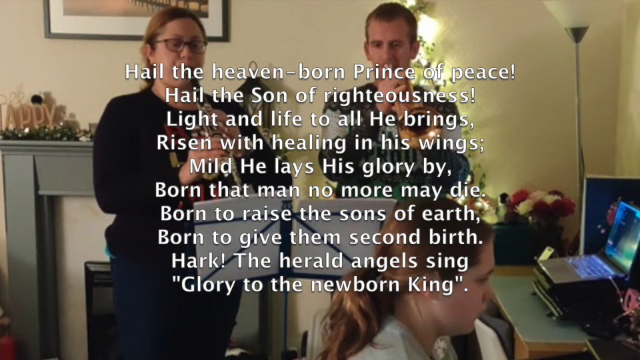 Happy
Hail the heaven-born Prince of peace!
Hail the Son of righteousness!
Light and life to all He brings,
Risen with healing in his wings;
Mild He lays His glory by,
Born that man no more may die.
Born to raise the sons of earth,
Born to give them second birth.
Hark! The herald angels sing
"Glory to the newborn King".